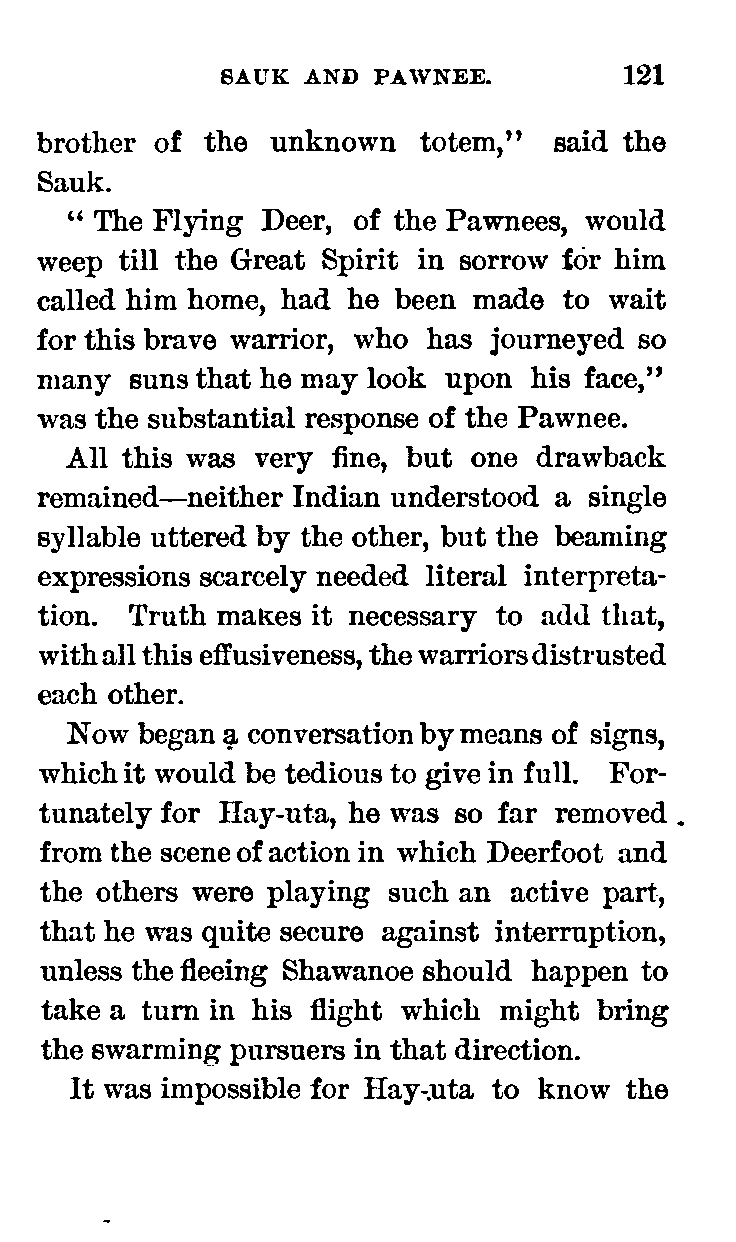 SAUK AND PAWNEE. 121
brother of the unknown totem," said the
Sauk.
" The Flying Deer, of the Pawnees, would
weep till the Great Spirit in sorrow for him
called him home, had he been made to wait
for this brave warrior, who has journeyed so
many suns that he may look upon his face,"
was the substantial response of the Pawnee.
All this was very fine, but one drawback
remained—neither Indian understood a single
syllable uttered by the other, but the beaming
expressions scarcely needed literal interpreta-
tion. Truth makes it necessary to add that,
with all this effusiveness, the warriors distrusted
each other.
Now began a conversation by means of signs,
which it would be tedious to give in full. For-
tunately for Hay-uta, he was so far removed
from the scene of action in which Deerfoot and
the others were playing such an active part,
that he was quite secure against interruption,
unless the fleeing Shawanoe should happen to
take a turn in his flight which might bring
the swarming pursuers in that direction.
It was impossible for Hay-uta to know the